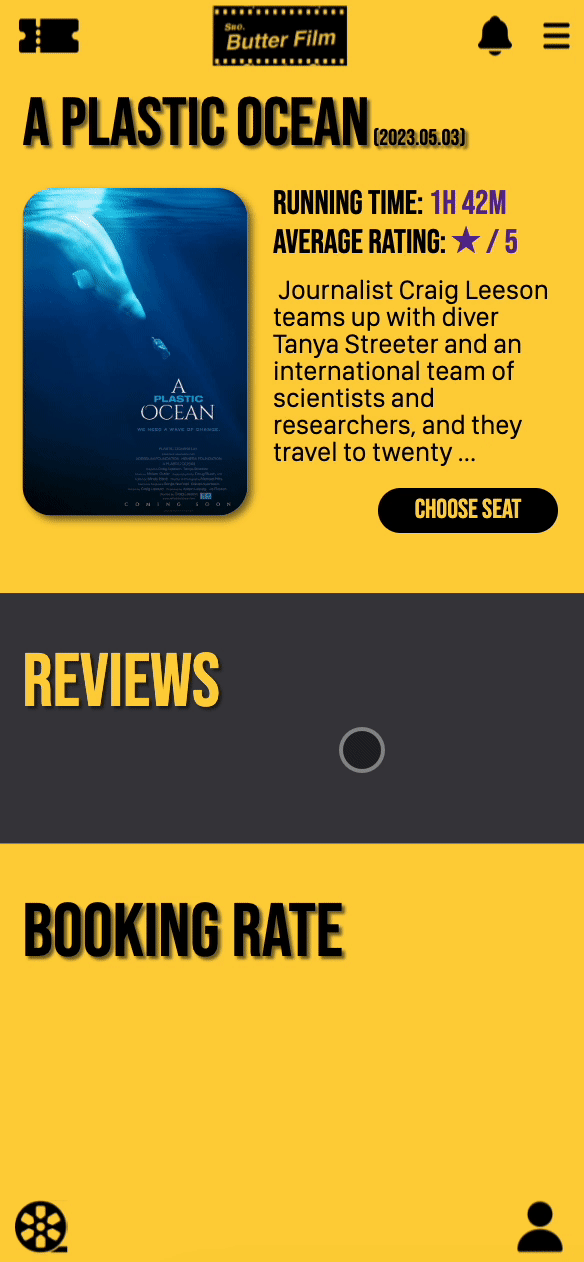 SHO.
Butter Film
A PLASTIC OCEAN (2023.05.03)
RUNNING TIME: 1H 42M
AVERAGE RATING: ★ / 5
Journalist Craig Leeson
teams up with diver
Tanya Streeter and an
international team of
scientists and
researchers, and they
travel to twenty ...
A
PLASTIC
OCEAN
WE NEED A WAVE OF CHANGE.
COMING SOON
CHOOSE SEAT
REVIEWS
BOOKING RATE